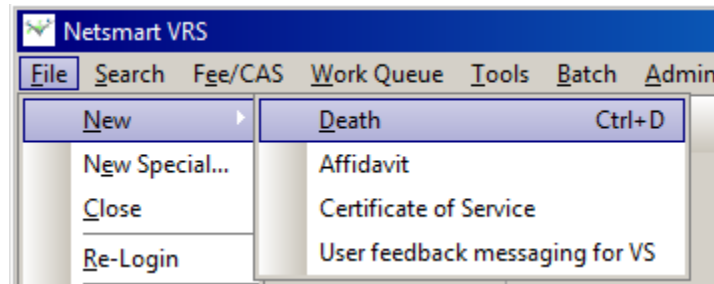 Netsmart VRS
File Search Fee/CAS Work Queue Tools Batch Admin
New Death Ctrl+D
New Special... Affidavit
Close Certificate of Service
Re-Login User feedback messaging for VS